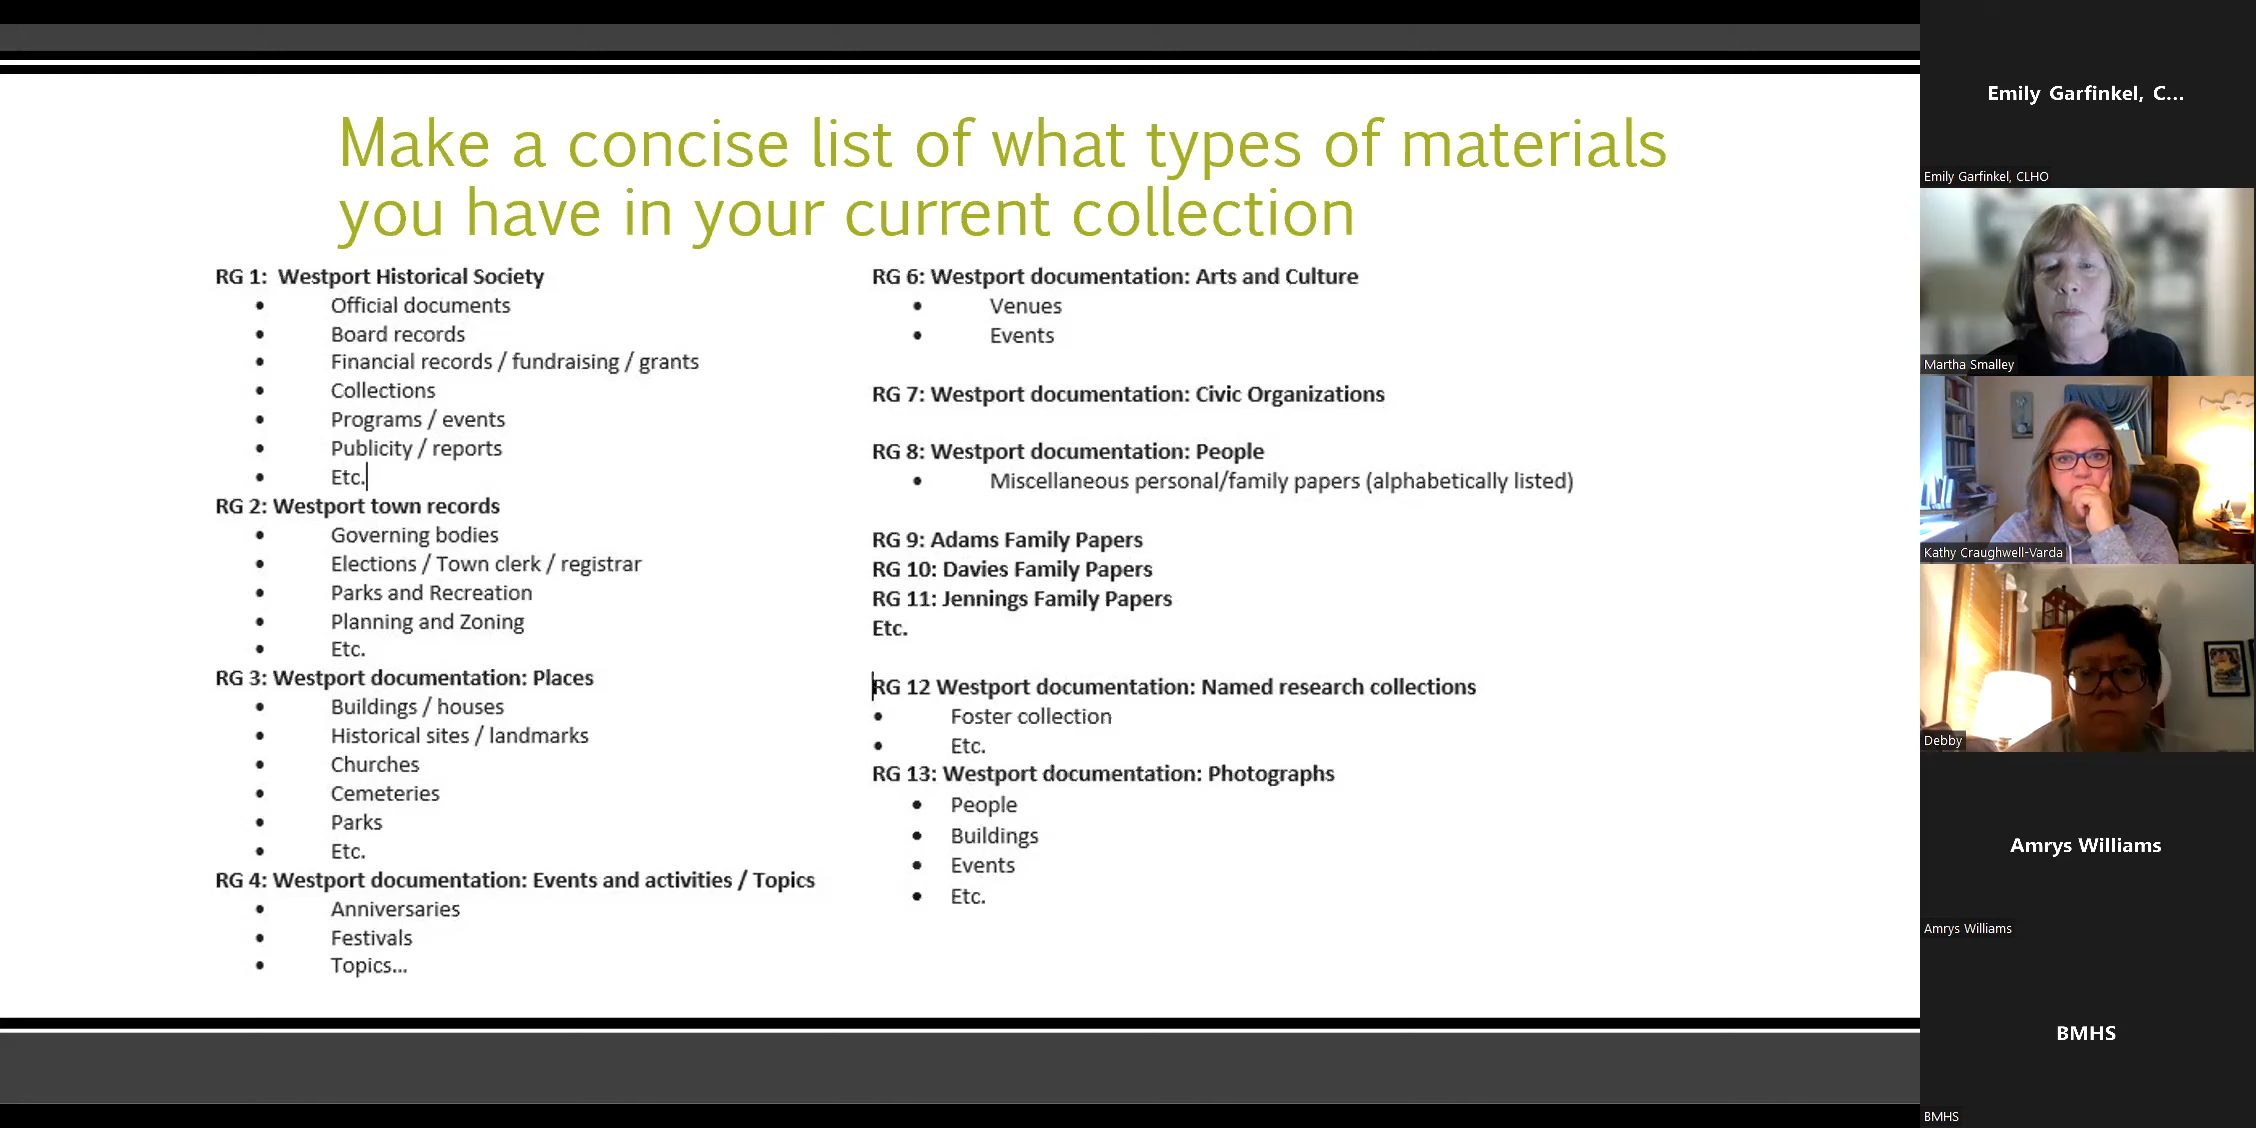 Make a concise list of what types of materials
you have in your current collection
RG 1: Westport Historical Society
• Official documents
• Board records
• Financial records / fundraising / grants
• Collections
• Programs / events
• Publicity / reports
• Etc.
RG 2: Westport town records
• Governing bodies
• Elections / Town clerk / registrar
• Parks and Recreation
• Planning and Zoning
• Etc.
RG 3: Westport documentation: Places
• Buildings / houses
• Historical sites / landmarks
• Churches
• Cemeteries
• Parks
• Etc.
RG 4: Westport documentation: Events and activities / Topics
• Anniversaries
• Festivals
• Topics...
RG 6: Westport documentation: Arts and Culture
• Venues
• Events
RG 7: Westport documentation: Civic Organizations
RG 8: Westport documentation: People
• Miscellaneous personal/family papers (alphabetically listed)
RG 9: Adams Family Papers
RG 10: Davies Family Papers
RG 11: Jennings Family Papers
Etc.
RG 12 Westport documentation: Named research collections
• Foster collection
• Etc.
RG 13: Westport documentation: Photographs
• People
• Buildings
• Events
• Etc.
Emily Garfinkel, C...
Emily Garfinkel, CLHO
Martha Smalley
Kathy Craughwell-Varda
Debby
Amrys Williams
Amrys Williams
BMHS
BMHS